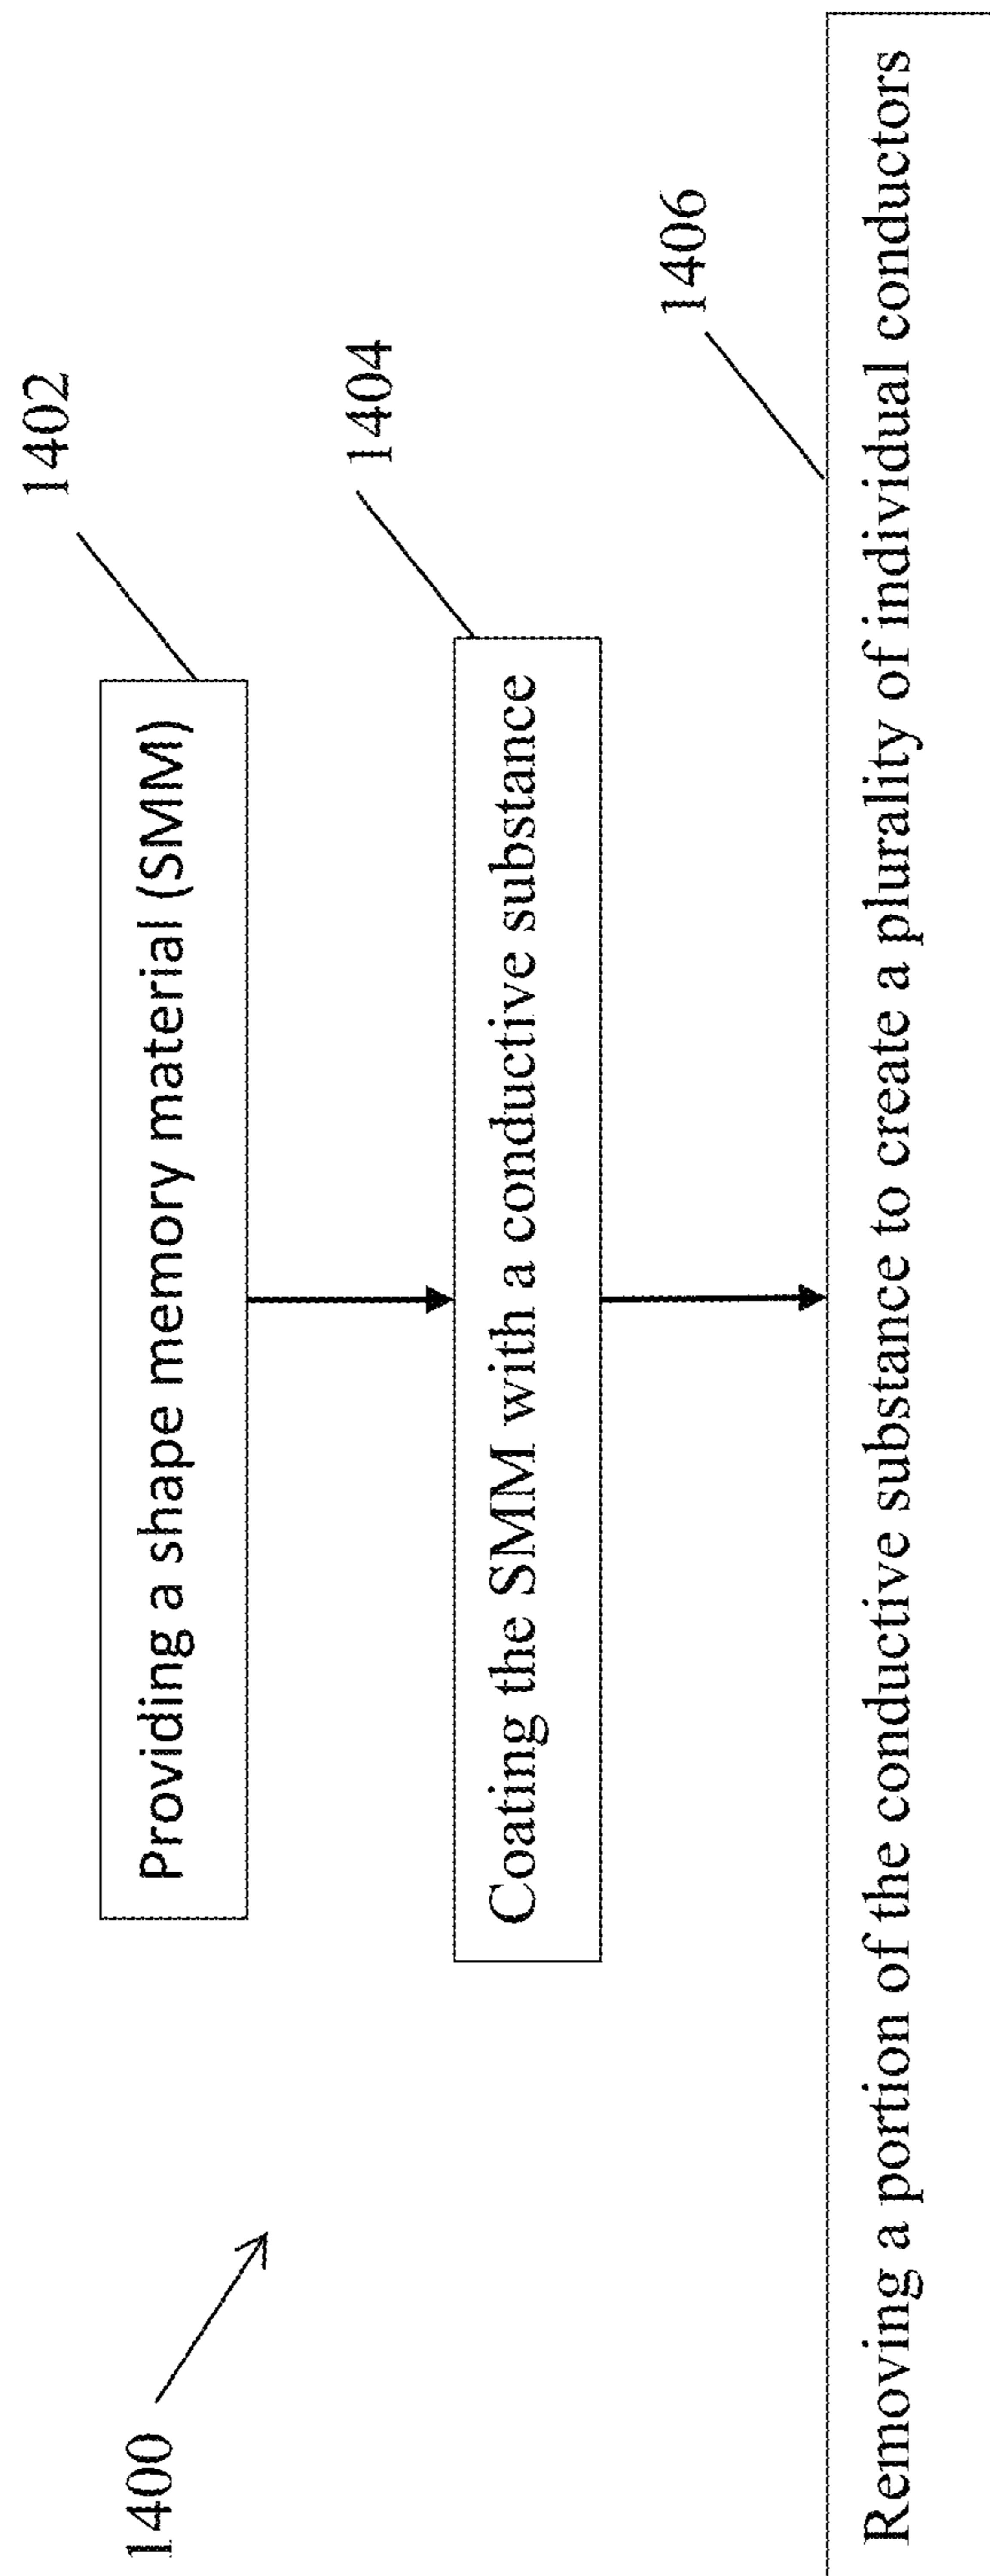 1400
1402
Providing a shape memory material (SMM)
1404
Coating the SMM with a conductive substance
1406
Removing a portion of the conductive substance to create a plurality of individual conductors